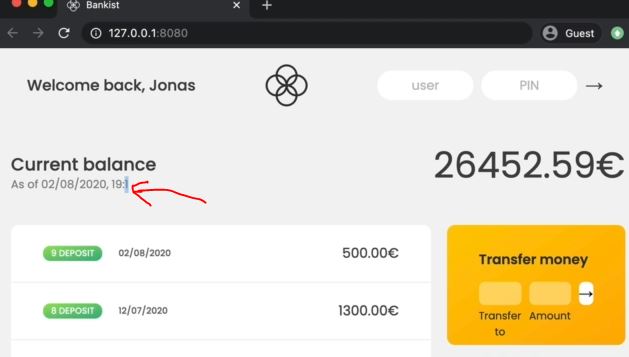 Bankist
127.0.0.1:8080
Guest
Welcome back, Jonas
user
PIN
Current balance
26452.59€
As of 02/08/2020, 19:1
9 DEPOSIT
02/08/2020
500.00€
Transfer money
8 DEPOSIT
12/07/2020
1300.00€
Transfer to
Amount